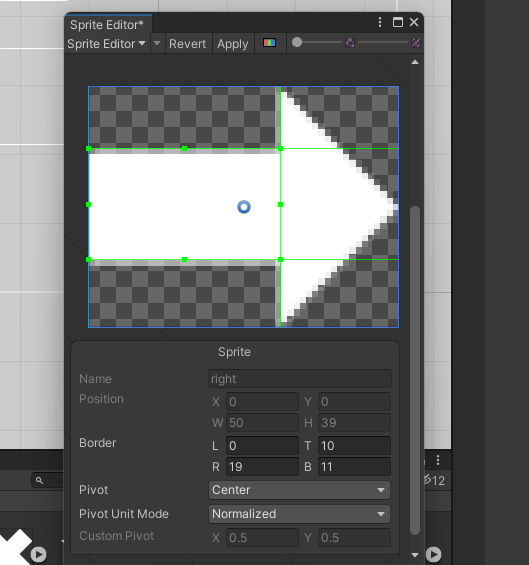 Sprite Editor*
Sprite Editor Revert Apply
Sprite
Name right
Position X 0 Y 0
W 50 H 39
Border L 0 T 10
R 19 B 11
Pivot Center
Pivot Unit Mode Normalized
Custom Pivot X 0.5 Y 0.5
12